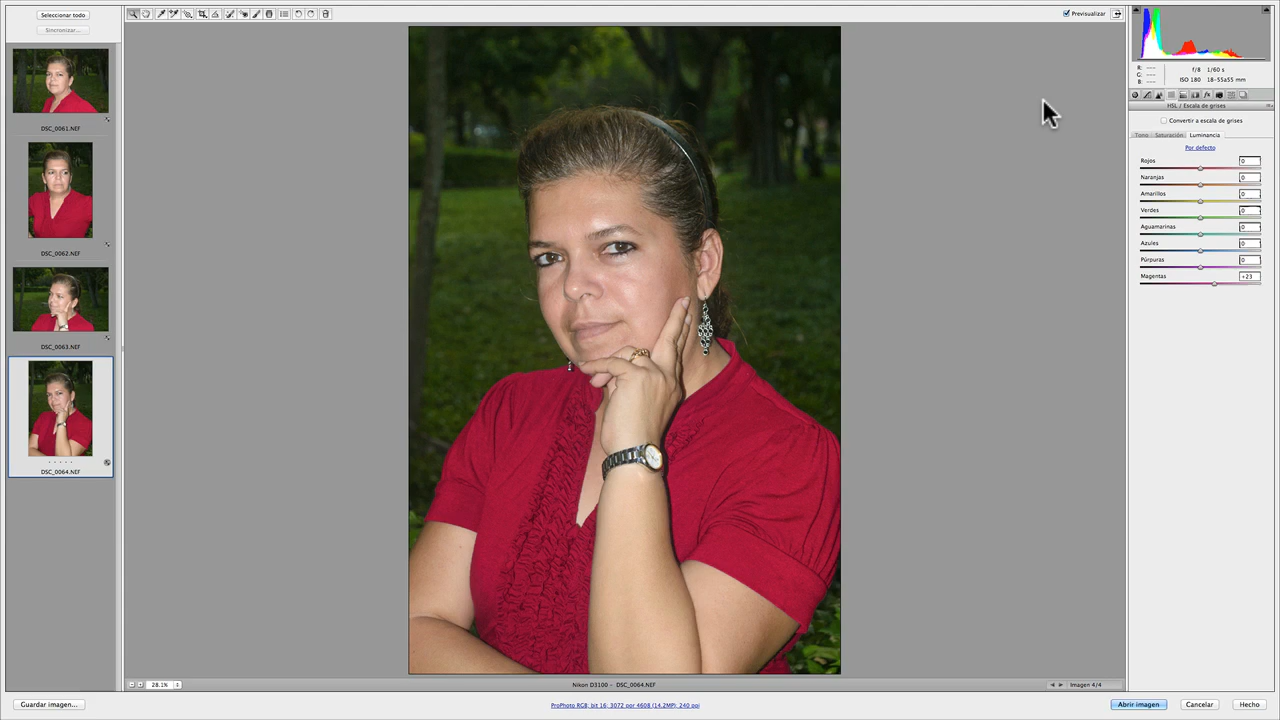 Seleccionar todo
Sincronizar...
DSC_0061.NEF
DSC_0062.NEF
DSC_0063.NEF
DSC_0064.NEF
Previsualizar
R: ---
G: ---
B: ---
f/8 1/60 s
ISO 180 18-55a55 mm
HSL / Escala de grises
Convertir a escala de grises
Tono Saturación Luminancia
Por defecto
Rojos 0
Naranjas 0
Amarillos 0
Verdes 0
Aguamarinas 0
Azules 0
Púrpuras 0
Magentas +23
28.1%
Nikon D3100 - DSC_0064.NEF
Imagen 4/4
Guardar imagen...
ProPhoto RGB; bit 16; 3072 por 4608 (14.2MP); 240 ppi
Abrir imagen
Cancelar
Hecho